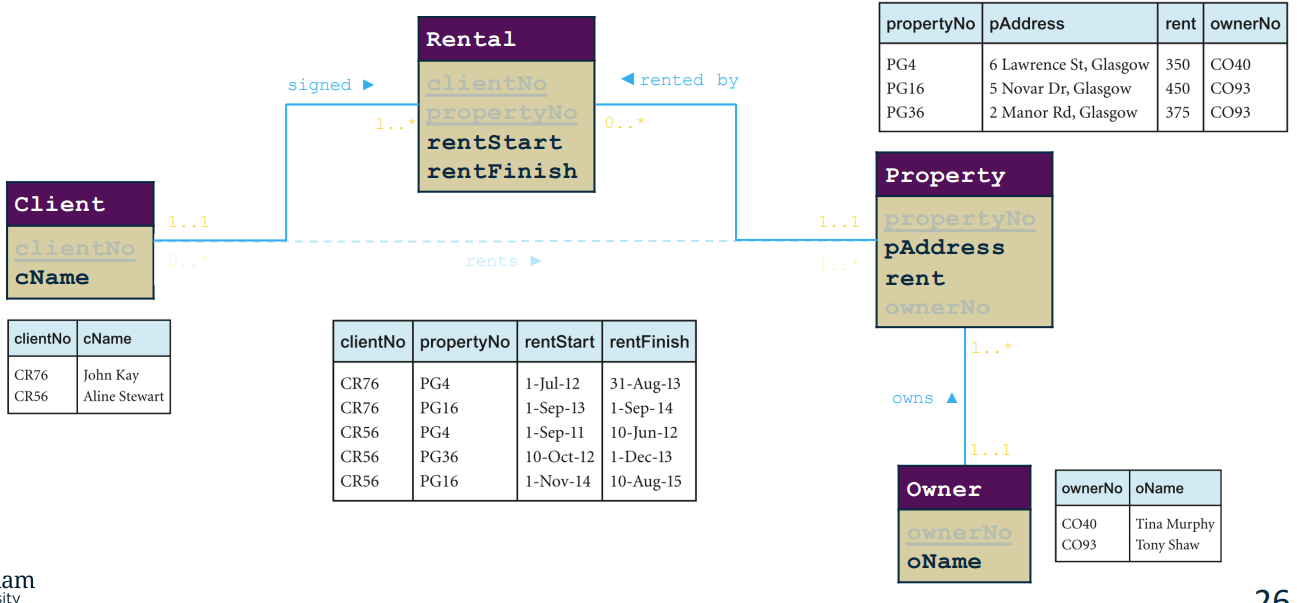 propertyNo pAddress rent ownerNo
PG4 6 Lawrence St, Glasgow 350 CO40
PG16 5 Novar Dr, Glasgow 450 CO93
PG36 2 Manor Rd, Glasgow 375 CO93
Rental
clientNo
propertyNo
rentStart
rentFinish
signed ►
◄ rented by
1..*
0..*
Client
clientNo
cName
1..1
0..*
rents ►
1..1
1..*
Property
propertyNo
pAddress
rent
ownerNo
clientNo cName
CR76 John Kay
CR56 Aline Stewart
clientNo propertyNo rentStart rentFinish
CR76 PG4 1-Jul-12 31-Aug-13
CR76 PG16 1-Sep-13 1-Sep-14
CR56 PG4 1-Sep-11 10-Jun-12
CR56 PG36 10-Oct-12 1-Dec-13
CR56 PG16 1-Nov-14 10-Aug-15
1..*
owns ▲
1..1
Owner
ownerNo
oName
ownerNo oName
CO40 Tina Murphy
CO93 Tony Shaw
26